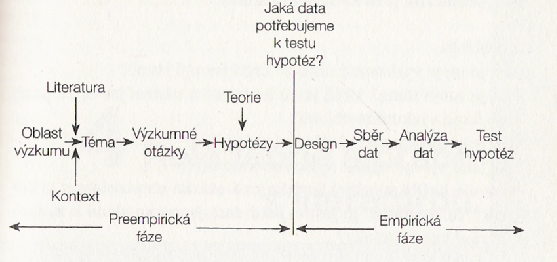 Jaká data
potřebujeme
k testu
hypotéz?
Literatura
Teorie
Oblast
výzkumu
Téma
Výzkumné
otázky
Hypotézy
Design
Sběr
dat
Analýza
dat
Test
hypotéz
Kontext
Preempirická
fáze
Empirická
fáze